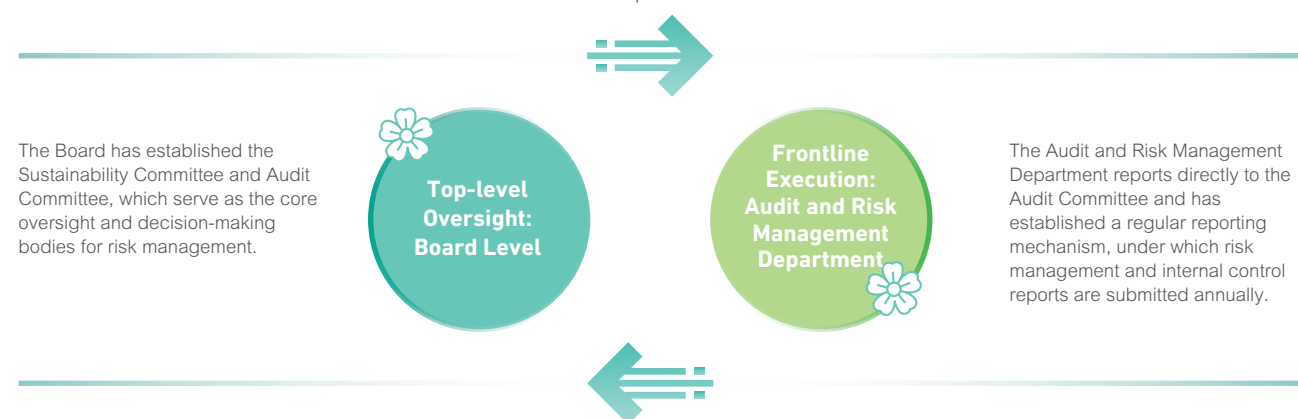 The Board has established the
Sustainability Committee and Audit
Committee, which serve as the core
oversight and decision-making
bodies for risk management.
Top-level
Oversight:
Board Level
Frontline
Execution:
Audit and Risk
Management
Department
The Audit and Risk Management
Department reports directly to the
Audit Committee and has
established a regular reporting
mechanism, under which risk
management and internal control
reports are submitted annually.